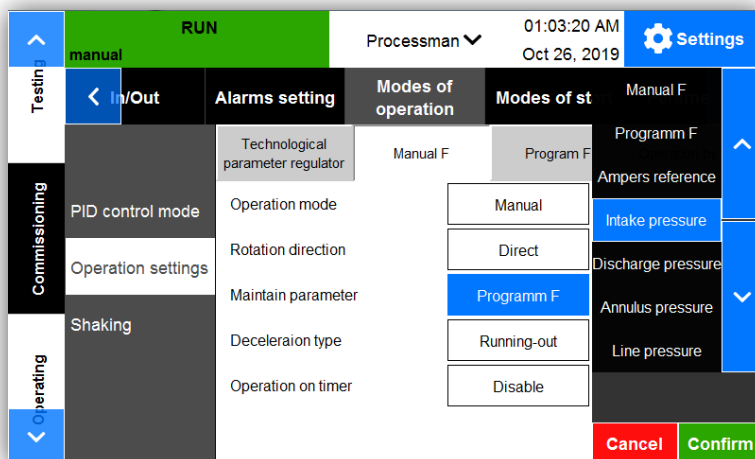 RUN
manual
Processman
01:03:20 AM
Oct 26, 2019
Settings
Testing
Commissioning
Operating
In/Out
Alarms setting
Modes of
operation
Modes of st
Technological
parameter regulator
Manual F
Program F
PID control mode
Operation settings
Shaking
Operation mode
Manual
Rotation direction
Direct
Maintain parameter
Programm F
Deceleraion type
Running-out
Operation on timer
Disable
Manual F
Programm F
Ampers reference
Intake pressure
Discharge pressure
Annulus pressure
Line pressure
Cancel
Confirm